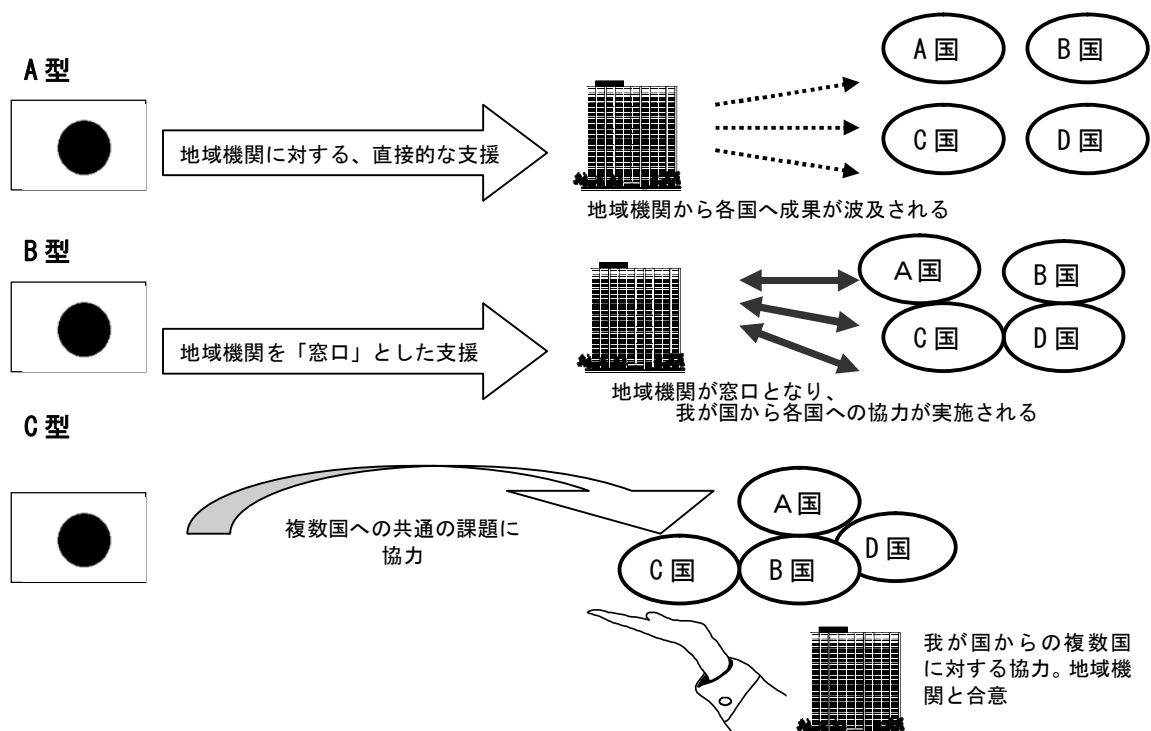 A型
地域機関に対する、直接的な支援
A国
B国
C国
D国
地域機関から各国へ成果が波及される
B型
地域機関を「窓口」とした支援
A国
B国
C国
D国
地域機関が窓口となり、
我が国から各国への協力が実施される
C型
複数国への共通の課題に
協力
A国
D国
C国
B国
我が国からの複数国
に対する協力。地域機
関と合意